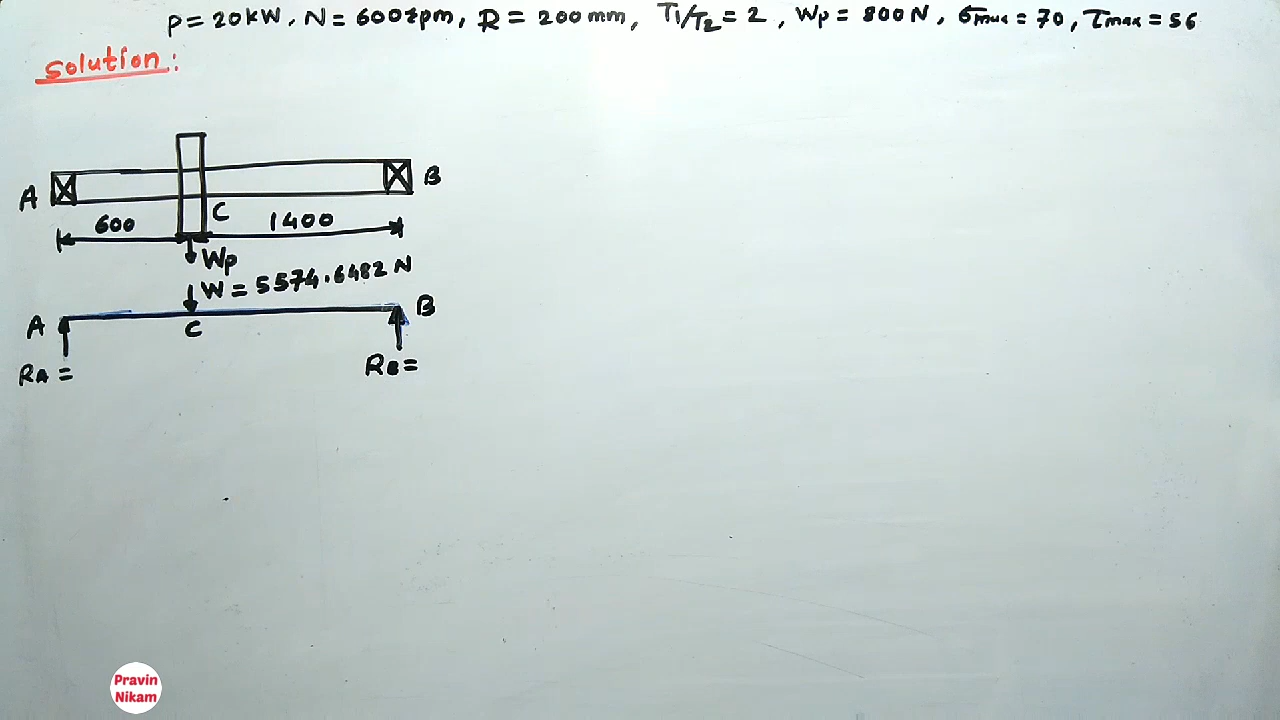 P = 20kW, N = 600rpm, R = 200mm, T1/T2 = 2, Wp = 800N, σmax = 70, τmax = 56
Solution:
A B
C
600 1400
Wp
W = 5574.6482 N
A B
C
RA = RB =
Pravin
Nikam